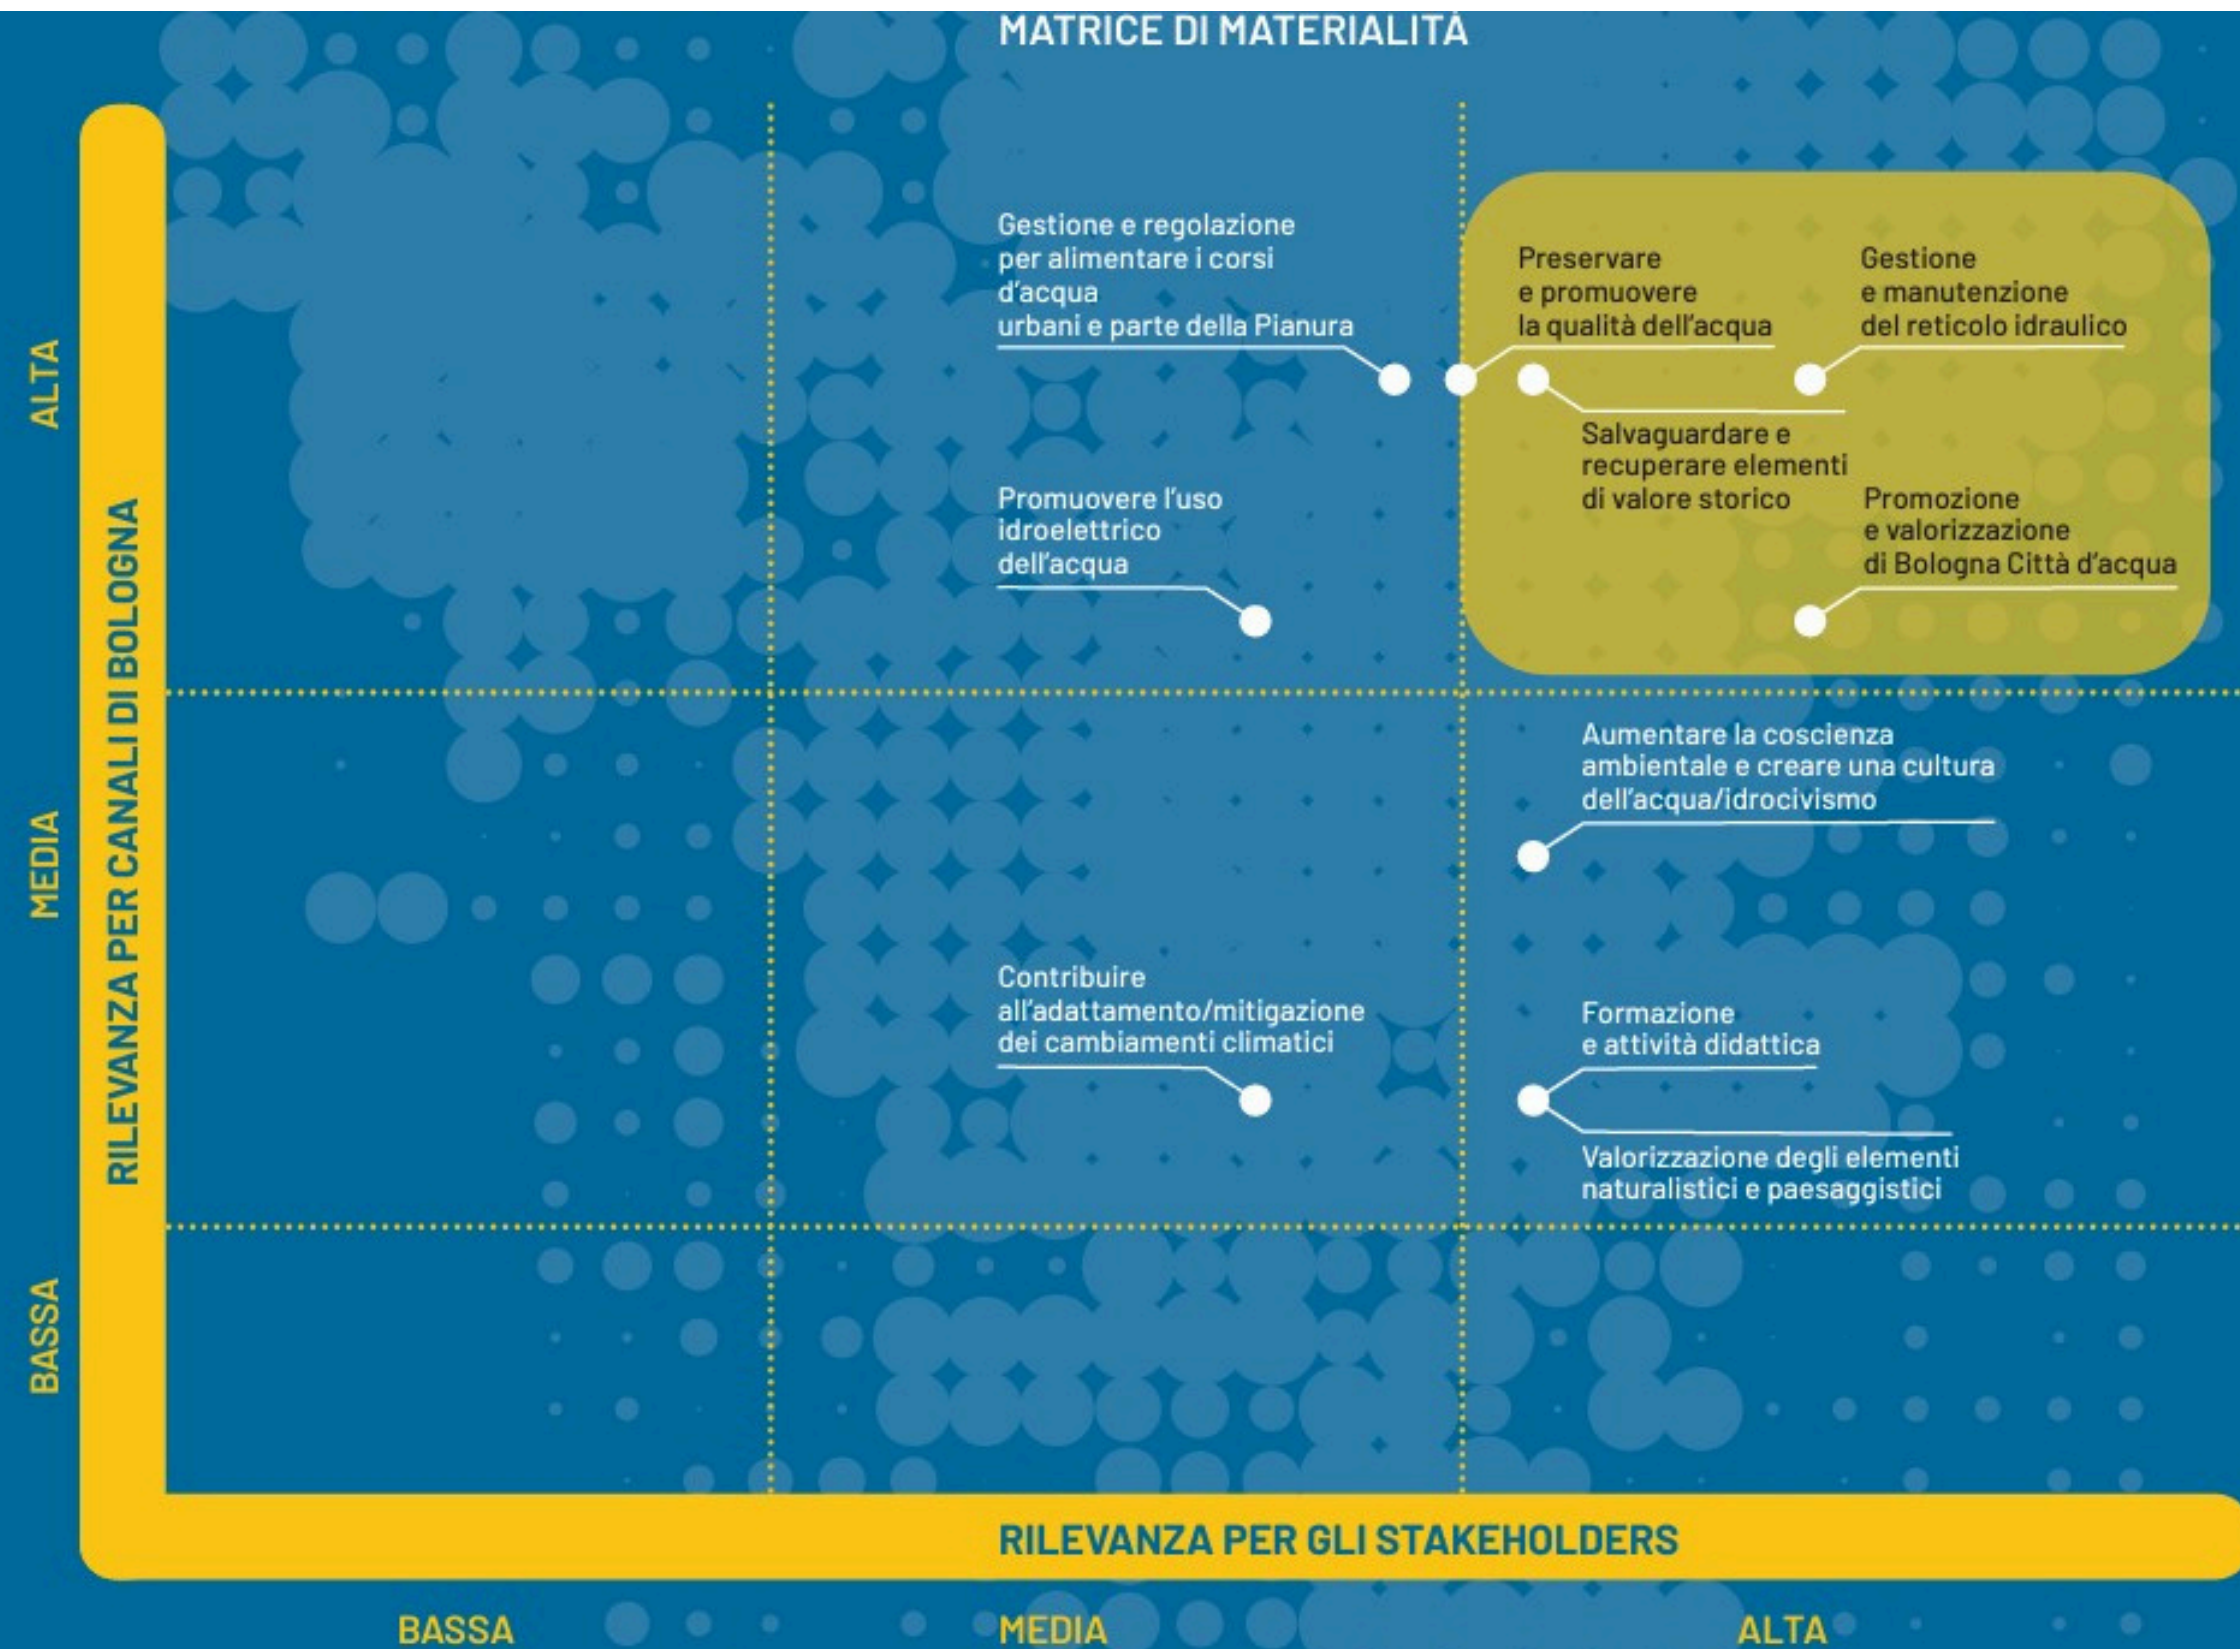 MATRICE DI MATERIALITÀ
ALTA
MEDIA
BASSA
RILEVANZA PER CANALI DI BOLOGNA
Gestione e regolazione
per alimentare i corsi
d'acqua
urbani e parte della Pianura
Preservare
e promuovere
la qualità dell'acqua
Gestione
e manutenzione
del reticolo idraulico
Salvaguardare e
recuperare elementi
di valore storico
Promuovere l'uso
idroelettrico
dell'acqua
Promozione
e valorizzazione
di Bologna Città d'acqua
Aumentare la coscienza
ambientale e creare una cultura
dell'acqua/idrocivismo
Contribuire
all'adattamento/mitigazione
dei cambiamenti climatici
Formazione
e attività didattica
Valorizzazione degli elementi
naturalistici e paesaggistici
RILEVANZA PER GLI STAKEHOLDERS
BASSA
MEDIA
ALTA